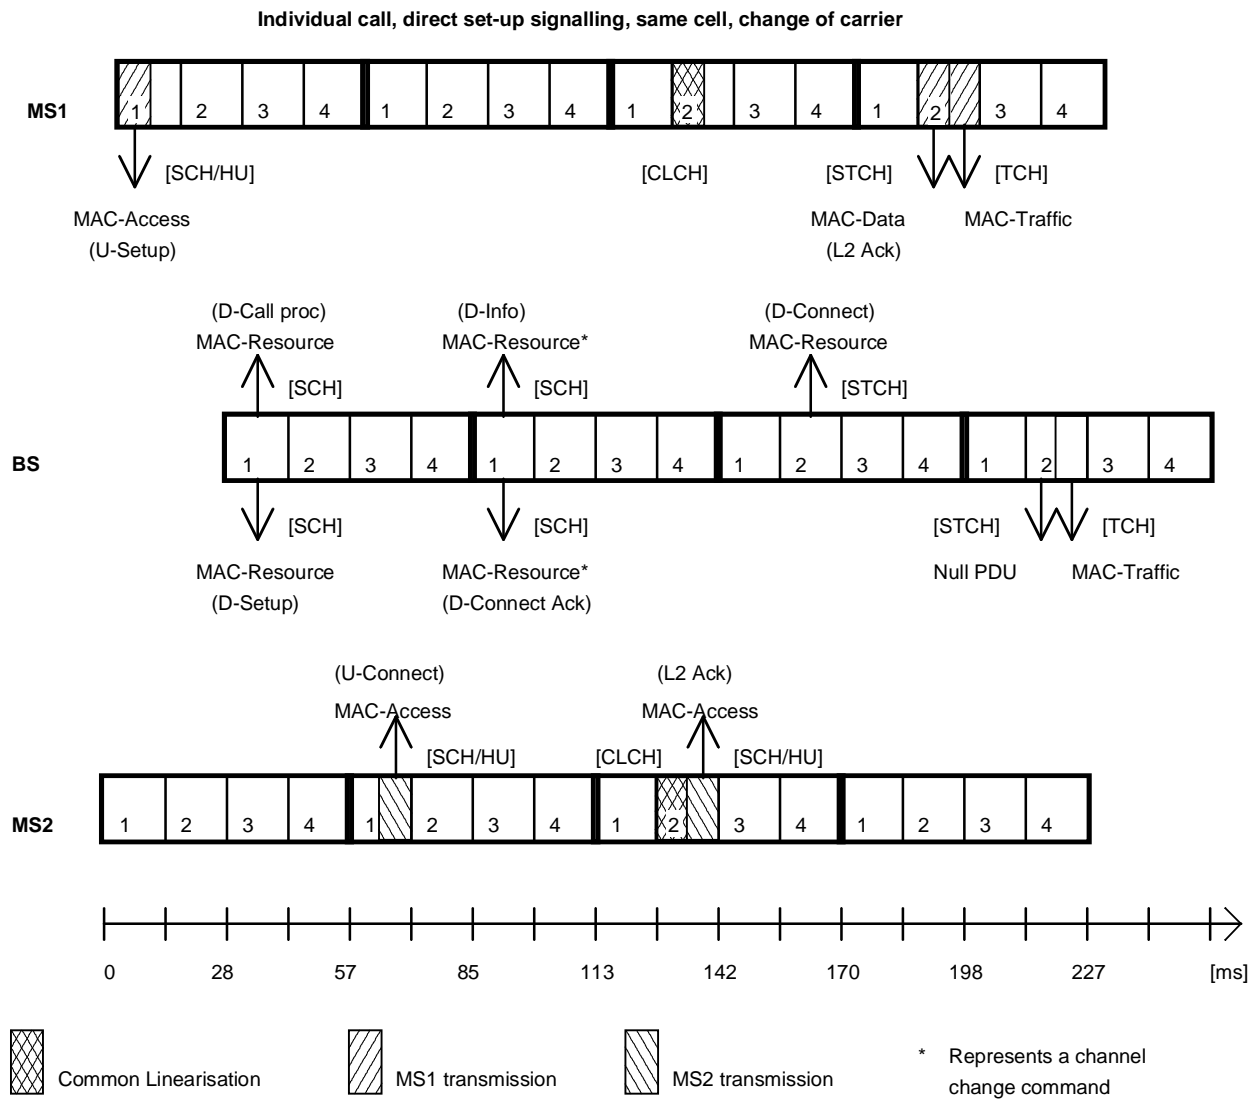 Individual call, direct set-up signalling, same cell, change of carrier
MS1
1 2 3 4 1 2 3 4 1 2 3 4 1 2 3 4
[SCH/HU] [CLCH] [STCH] [TCH]
MAC-Access MAC-Data MAC-Traffic
(U-Setup) (L2 Ack)
(D-Call proc) (D-Info) (D-Connect)
MAC-Resource MAC-Resource* MAC-Resource
[SCH] [SCH] [STCH]
BS
1 2 3 4 1 2 3 4 1 2 3 4 1 2 3 4
[SCH] [SCH] [STCH] [TCH]
MAC-Resource MAC-Resource* Null PDU MAC-Traffic
(D-Setup) (D-Connect Ack)
(U-Connect) (L2 Ack)
MAC-Access MAC-Access
[SCH/HU] [CLCH] [SCH/HU]
MS2
1 2 3 4 1 2 3 4 1 2 3 4 1 2 3 4
0 28 57 85 113 142 170 198 227 [ms]
Common Linearisation MS1 transmission MS2 transmission
* Represents a channel
change command